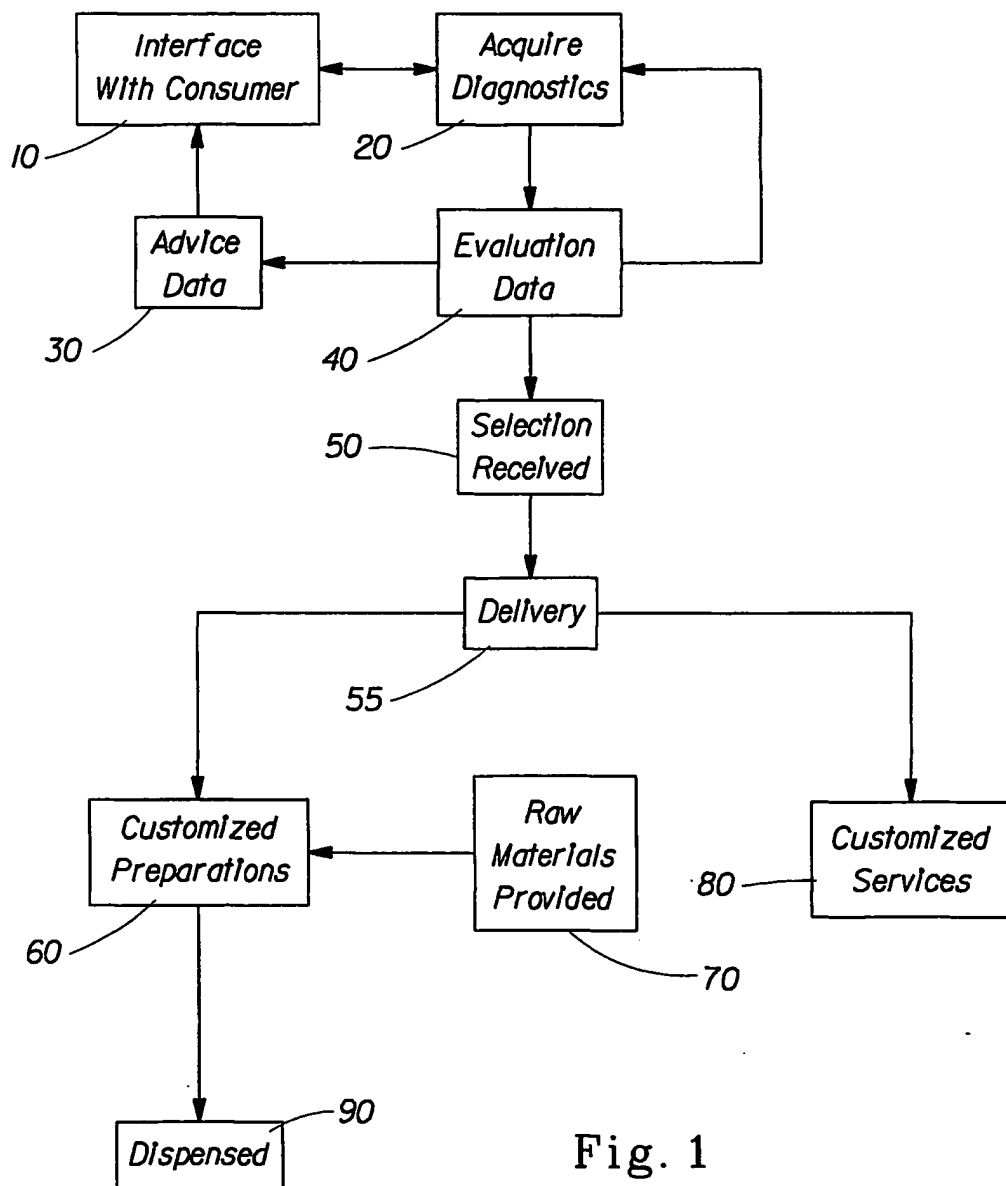 Interface
With Consumer
10
Acquire
Diagnostics
20
Advice
Data
30
Evaluation
Data
40
Selection
Received
50
Delivery
55
Customized
Preparations
60
Raw
Materials
Provided
70
Customized
Services
80
Dispensed
90
Fig. 1